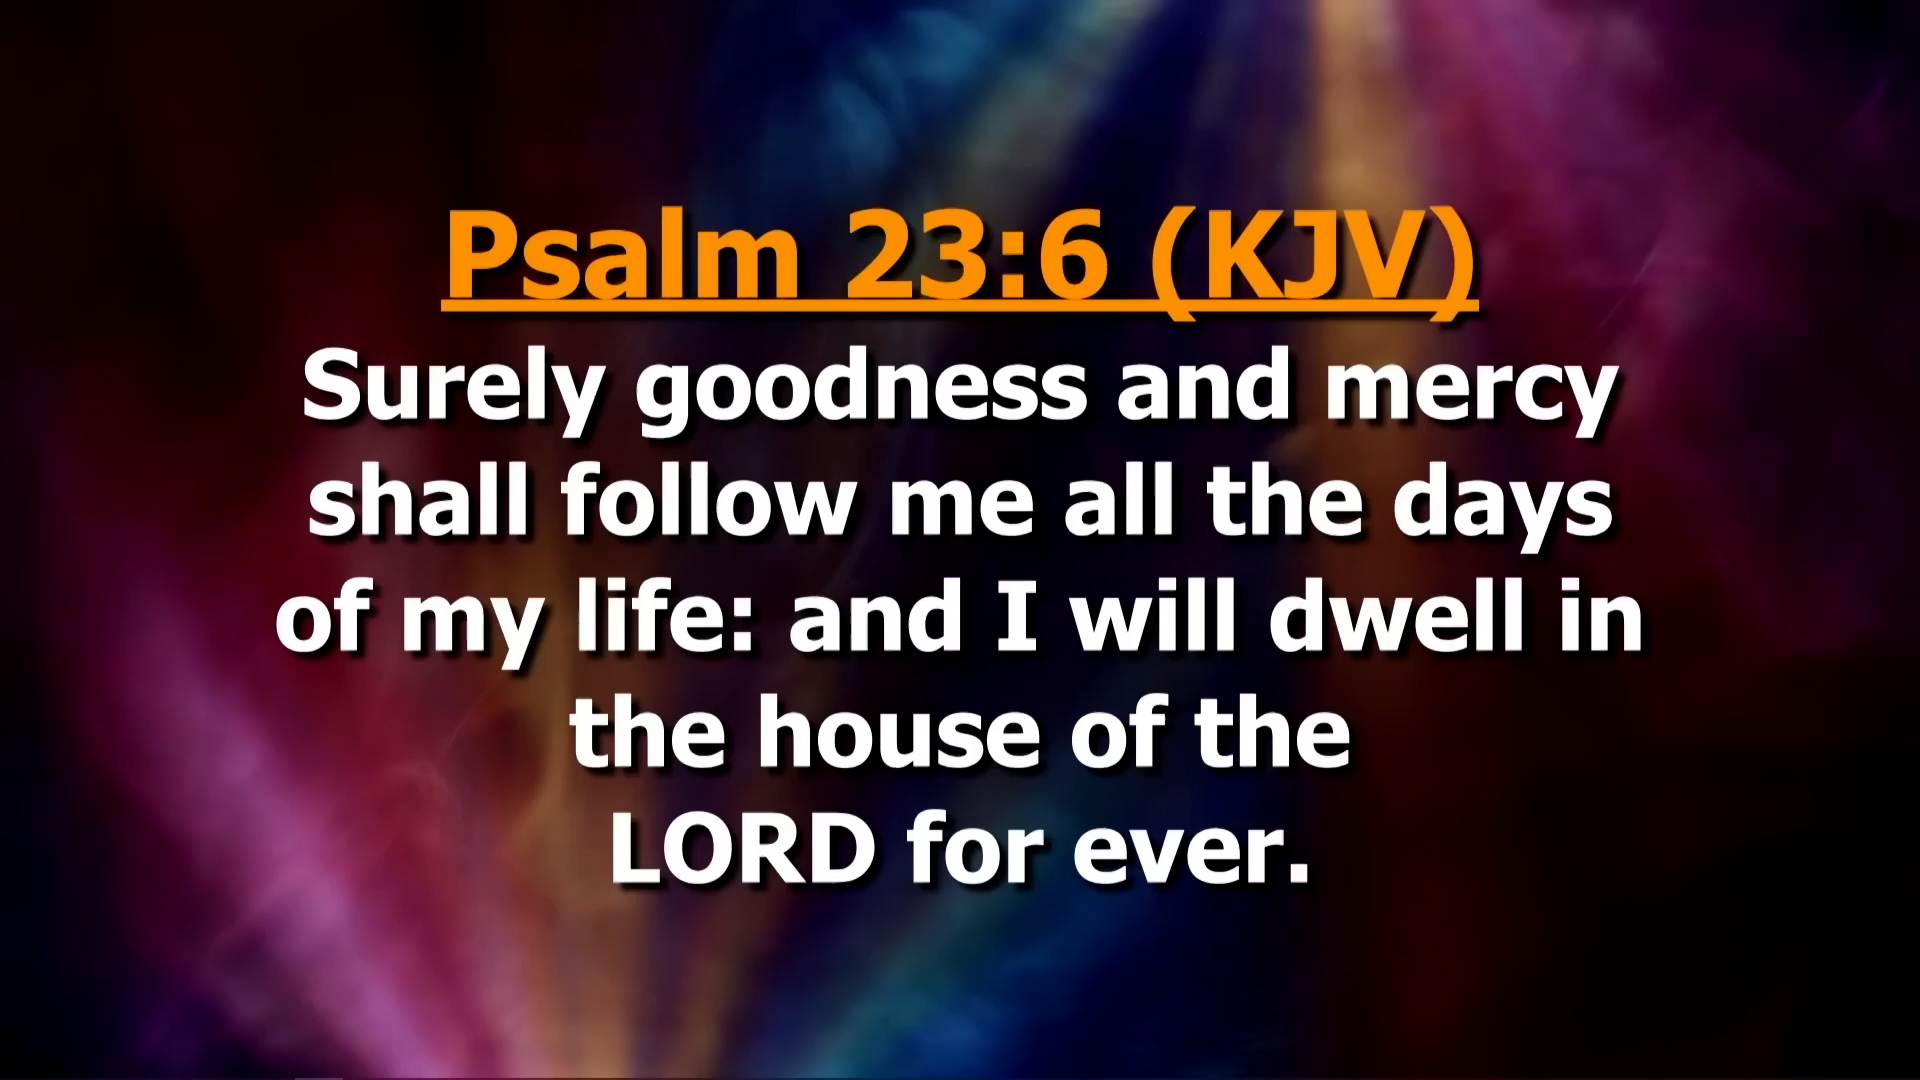 Psalm 23:6 (KJV)
Surely goodness and mercy
shall follow me all the days
of my life: and I will dwell in
the house of the
LORD for ever.